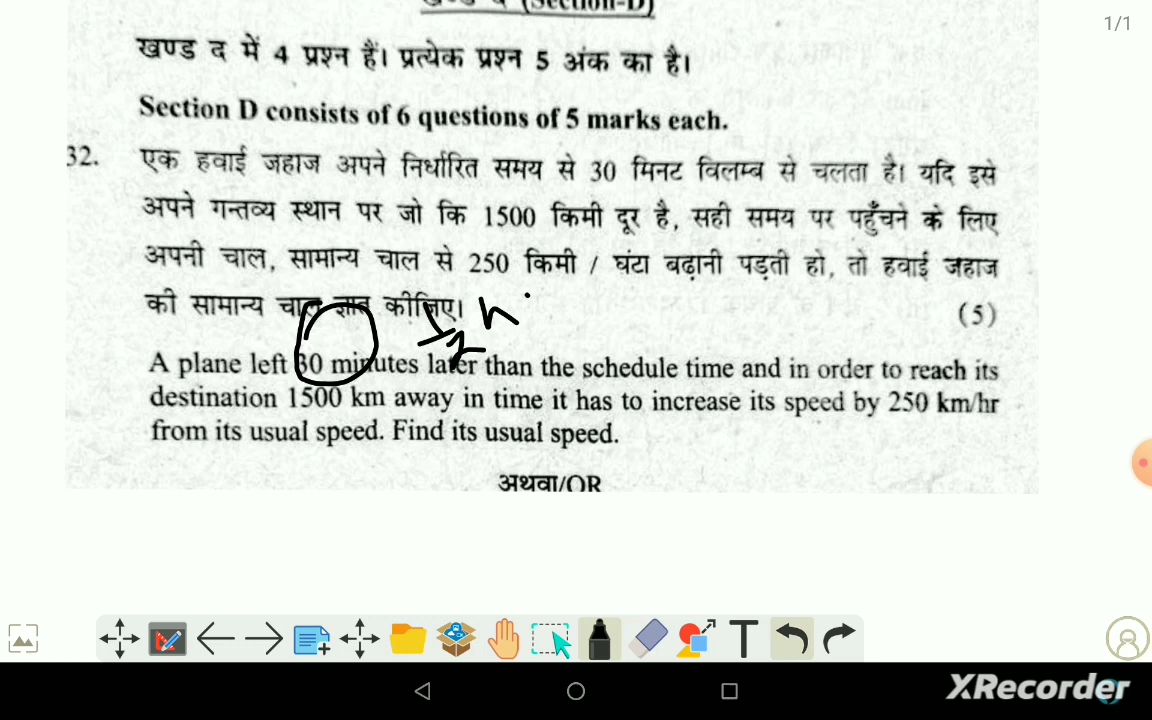 खण्ड द (Section-D)
1/1
खण्ड द में 4 प्रश्न हैं। प्रत्येक प्रश्न 5 अंक का है।
Section D consists of 6 questions of 5 marks each.
32. एक हवाई जहाज अपने निर्धारित समय से 30 मिनट विलम्ब से चलता है। यदि इसे
अपने गन्तव्य स्थान पर जो कि 1500 किमी दूर है, सही समय पर पहुँचने के लिए
अपनी चाल, सामान्य चाल से 250 किमी / घंटा बढ़ानी पड़ती हो, तो हवाई जहाज
की सामान्य चाल ज्ञात कीजिए। (5)
1/2 h
A plane left 30 minutes later than the schedule time and in order to reach its
destination 1500 km away in time it has to increase its speed by 250 km/hr
from its usual speed. Find its usual speed.
अथवा/OR
T
XRecorder